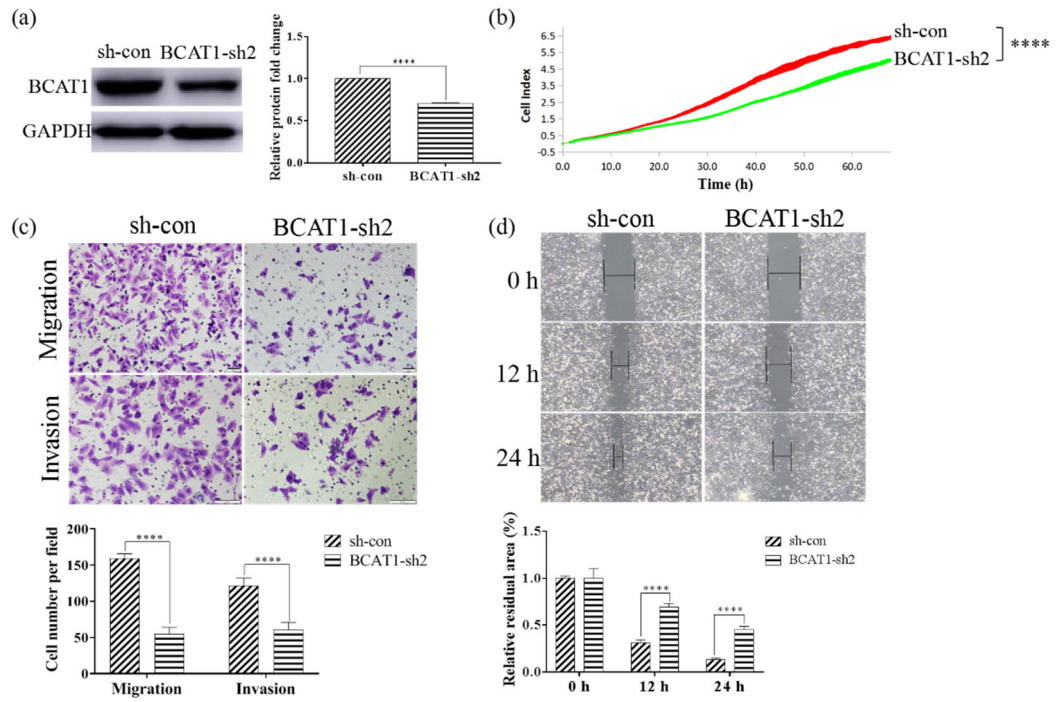 (a)
sh-con BCAT1-sh2
BCAT1
GAPDH
Relative protein fold change
1.5
1.0
0.5
0.0
****
sh-con BCAT1-sh2
(b)
Cell Index
6.5
5.5
4.5
3.5
2.5
1.5
0.5
-0.5
0.0 10.0 20.0 30.0 40.0 50.0 60.0
Time (h)
sh-con
BCAT1-sh2
****
(c)
sh-con BCAT1-sh2
Migration
Invasion
Cell number per field
200
150
100
50
0
**** ****
sh-con
BCAT1-sh2
Migration Invasion
(d)
sh-con BCAT1-sh2
0 h
12 h
24 h
Relative residual area (%)
1.5
1.0
0.5
0.0
**** ****
sh-con
BCAT1-sh2
0 h 12 h 24 h